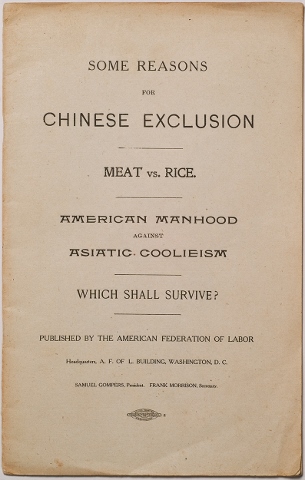 SOME REASONS
FOR
CHINESE EXCLUSION
MEAT vs. RICE.
AMERICAN MANHOOD
AGAINST
ASIATIC COOLIEISM
WHICH SHALL SURVIVE?
PUBLISHED BY THE AMERICAN FEDERATION OF LABOR
Headquarters, A. F. OF L. BUILDING, WASHINGTON, D. C.
SAMUEL GOMPERS, President. FRANK MORRISON, Secretary.